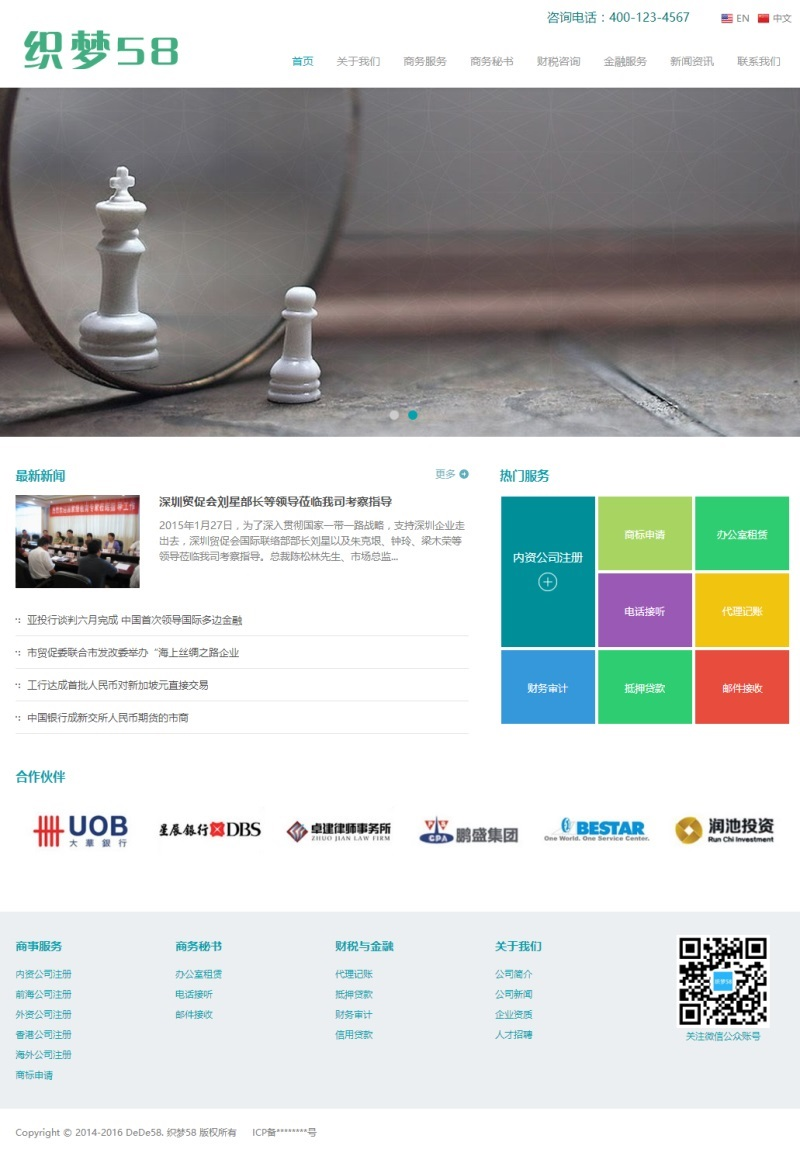 咨询电话：400-123-4567
EN
中文
织梦58
首页
关于我们
商务服务
商务秘书
财税咨询
金融服务
新闻资讯
联系我们
最新新闻
更多
深圳贸促会刘星部长等领导莅临我司考察指导
2015年1月27日，为了深入贯彻国家一带一路战略，支持深圳企业走
出去，深圳贸促会国际联络部部长刘星以及朱克垠、钟玲、梁木荣等
领导莅临我司考察指导。总裁陈松林先生、市场总监...
亚投行谈判六月完成 中国首次领导国际多边金融
市贸促委联合市发改委举办“海上丝绸之路企业
工行达成首批人民币对新加坡元直接交易
中国银行成新交所人民币期货的市商
热门服务
内资公司注册
商标申请
办公室租赁
电话接听
代理记账
财务审计
抵押贷款
邮件接收
合作伙伴
UOB
大華銀行
星展银行 DBS
卓建律师事务所
ZHUO JIAN LAW FIRM
CPA
鹏盛集团
BESTAR
One World. One Service Center.
润池投资
Run Chi Investment
商事服务
内资公司注册
前海公司注册
外资公司注册
香港公司注册
海外公司注册
商标申请
商务秘书
办公室租赁
电话接听
邮件接收
财税与金融
代理记账
抵押贷款
财务审计
信用贷款
关于我们
公司简介
公司新闻
企业资质
人才招聘
关注微信公众账号
Copyright © 2014-2016 DeDe58. 织梦58 版权所有
ICP备********号